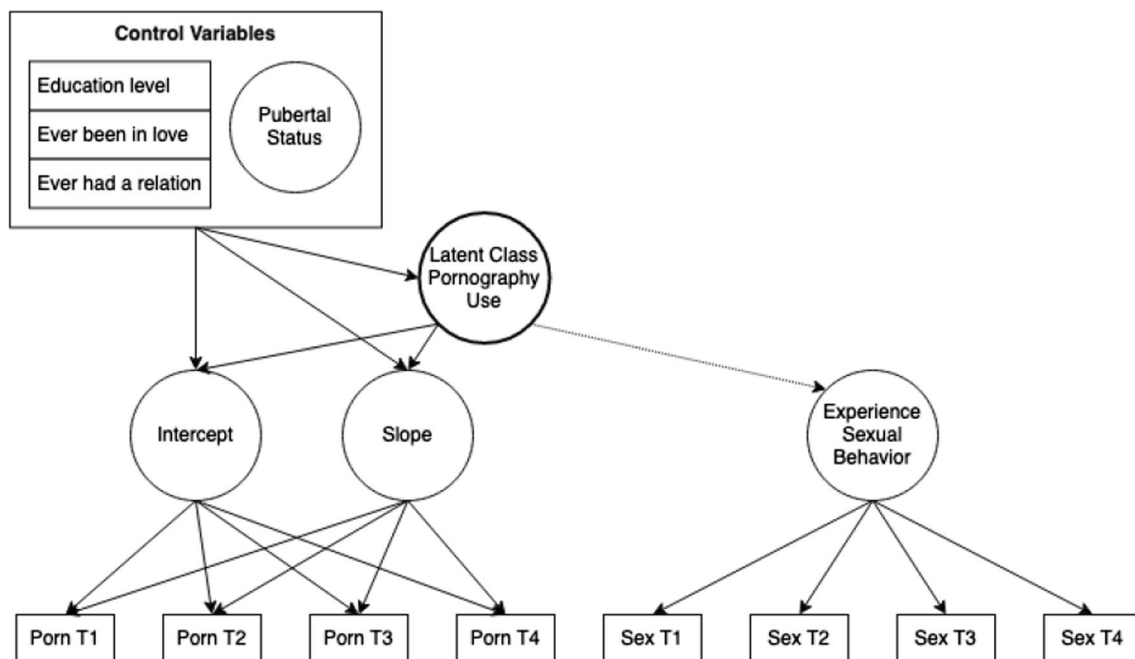 Control Variables
Education level
Ever been in love
Ever had a relation
Pubertal
Status
Latent Class
Pornography
Use
Intercept
Slope
Experience
Sexual
Behavior
Porn T1
Porn T2
Porn T3
Porn T4
Sex T1
Sex T2
Sex T3
Sex T4